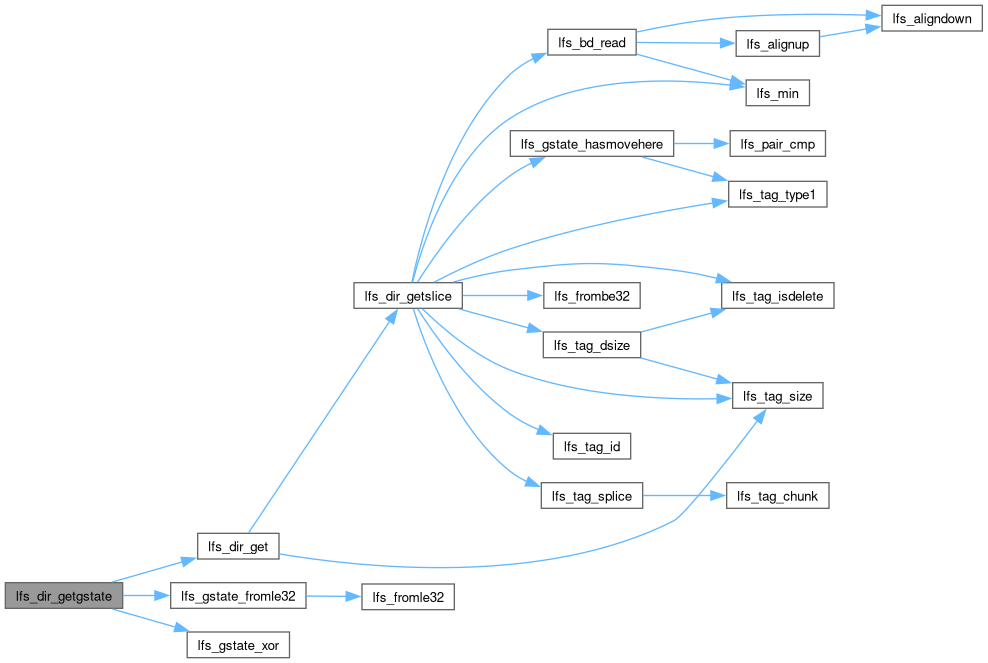 lfs_aligndown
lfs_bd_read
lfs_alignup
lfs_min
lfs_gstate_hasmovehere
lfs_pair_cmp
lfs_tag_type1
lfs_dir_getslice
lfs_frombe32
lfs_tag_isdelete
lfs_tag_dsize
lfs_tag_size
lfs_tag_id
lfs_tag_splice
lfs_tag_chunk
lfs_dir_get
lfs_dir_getgstate
lfs_gstate_fromle32
lfs_fromle32
lfs_gstate_xor